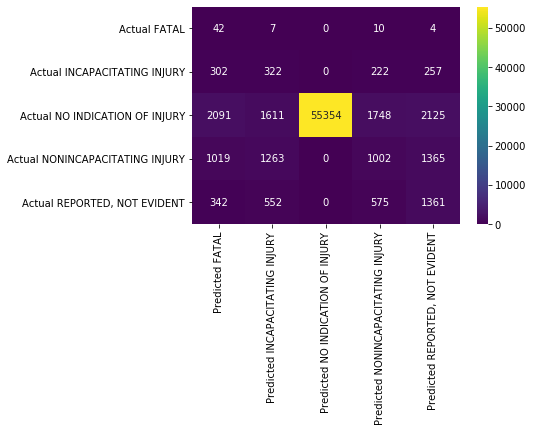 Actual FATAL 42 7 0 10 4
Actual INCAPACITATING INJURY 302 322 0 222 257
Actual NO INDICATION OF INJURY 2091 1611 55354 1748 2125
Actual NONINCAPACITATING INJURY 1019 1263 0 1002 1365
Actual REPORTED, NOT EVIDENT 342 552 0 575 1361
Predicted FATAL
Predicted INCAPACITATING INJURY
Predicted NO INDICATION OF INJURY
Predicted NONINCAPACITATING INJURY
Predicted REPORTED, NOT EVIDENT
50000
40000
30000
20000
10000
0